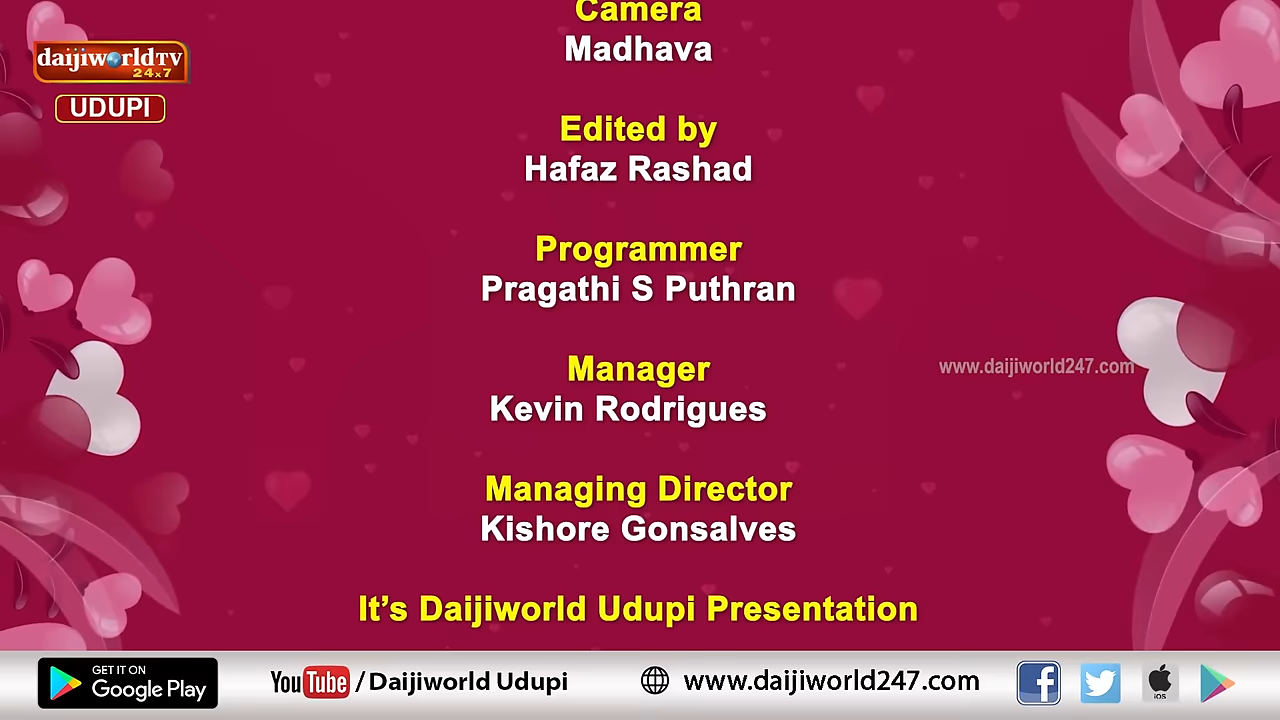 Camera
Madhava
daijiworldTV
24x7
UDUPI
Edited by
Hafaz Rashad
Programmer
Pragathi S Puthran
Manager
Kevin Rodrigues
www.daijiworld247.com
Managing Director
Kishore Gonsalves
It’s Daijiworld Udupi Presentation
GET IT ON
Google Play
YouTube / Daijiworld Udupi
www.daijiworld247.com
iOS